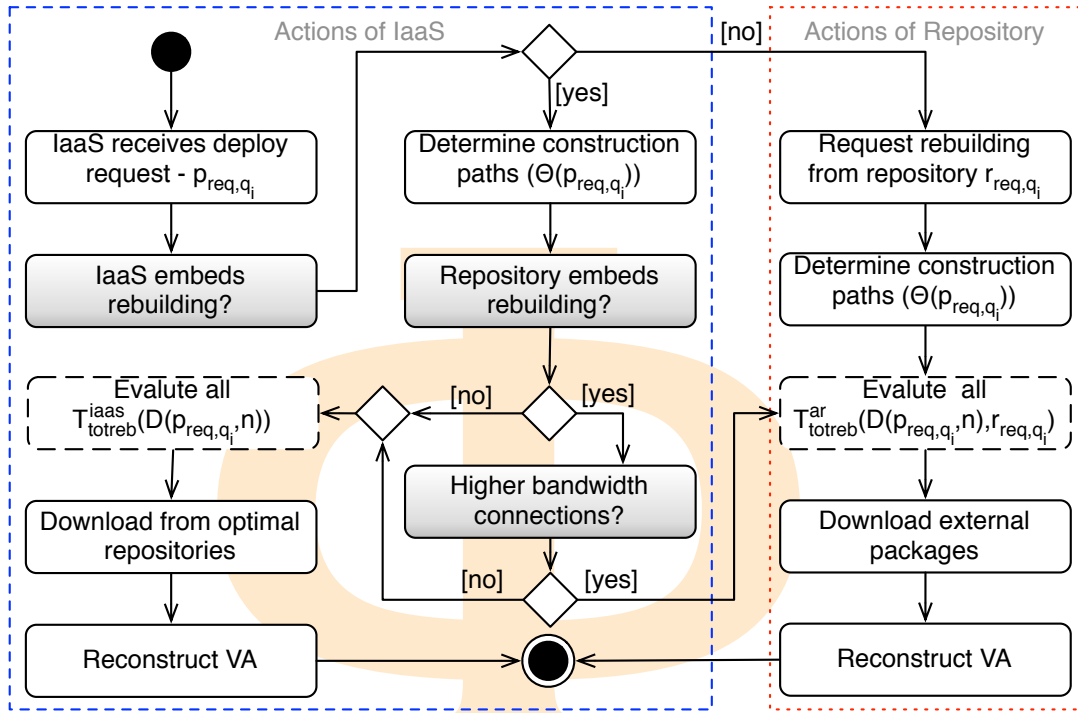 Actions of IaaS
[no]
Actions of Repository
[yes]
IaaS receives deploy
request - p_req,q_i
Determine construction
paths (Θ(p_req,q_i))
Request rebuilding
from repository r_req,q_i
IaaS embeds
rebuilding?
Repository embeds
rebuilding?
Determine construction
paths (Θ(p_req,q_i))
Evalute all
T^iaas_totreb(D(p_req,q_i,n))
[no]
[yes]
Evalute all
T^ar_totreb(D(p_req,q_i,n),r_req,q_i)
Higher bandwidth
connections?
Download from optimal
repositories
Download external
packages
[no]
[yes]
Reconstruct VA
Reconstruct VA